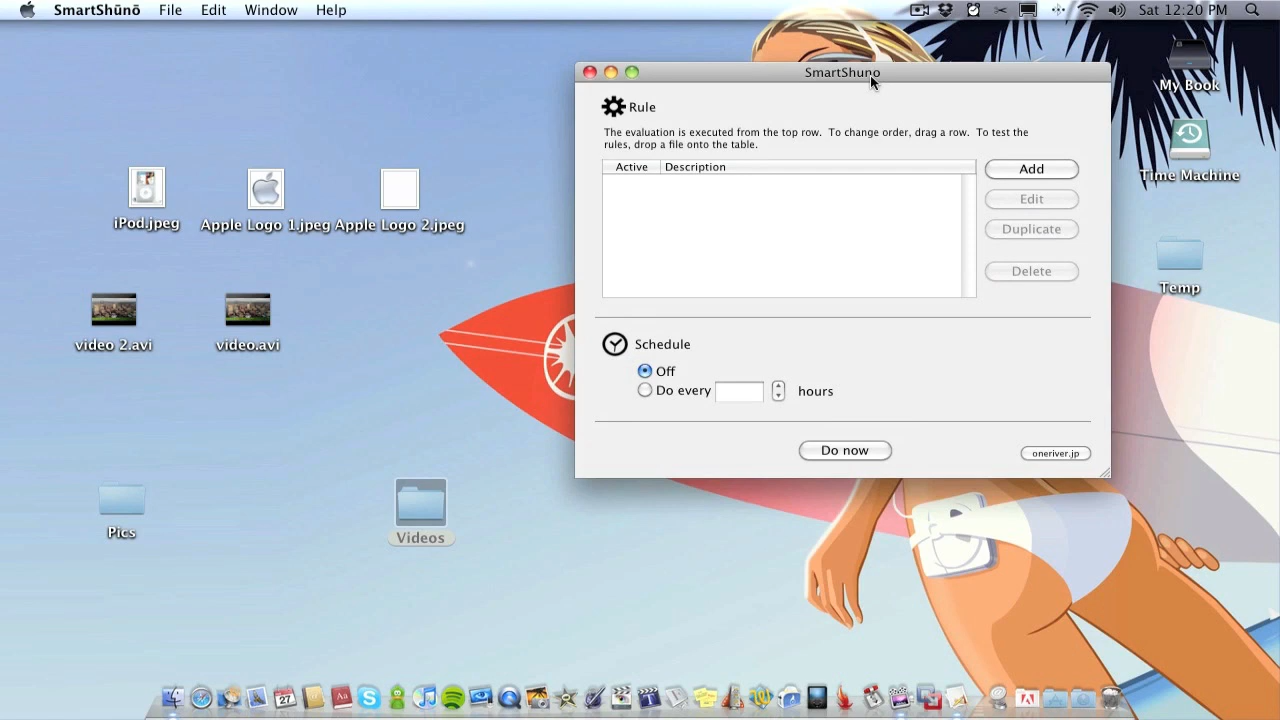 SmartShūnō File Edit Window Help
Sat 12:20 PM
SmartShuno
Rule
The evaluation is executed from the top row. To change order, drag a row. To test the
rules, drop a file onto the table.
Active Description
Add
Edit
Duplicate
Delete
Schedule
Off
Do every hours
Do now
oneriver.jp
iPod.jpeg
Apple Logo 1.jpeg
Apple Logo 2.jpeg
video 2.avi
video.avi
Pics
Videos
My Book
Time Machine
Temp
27
Aa